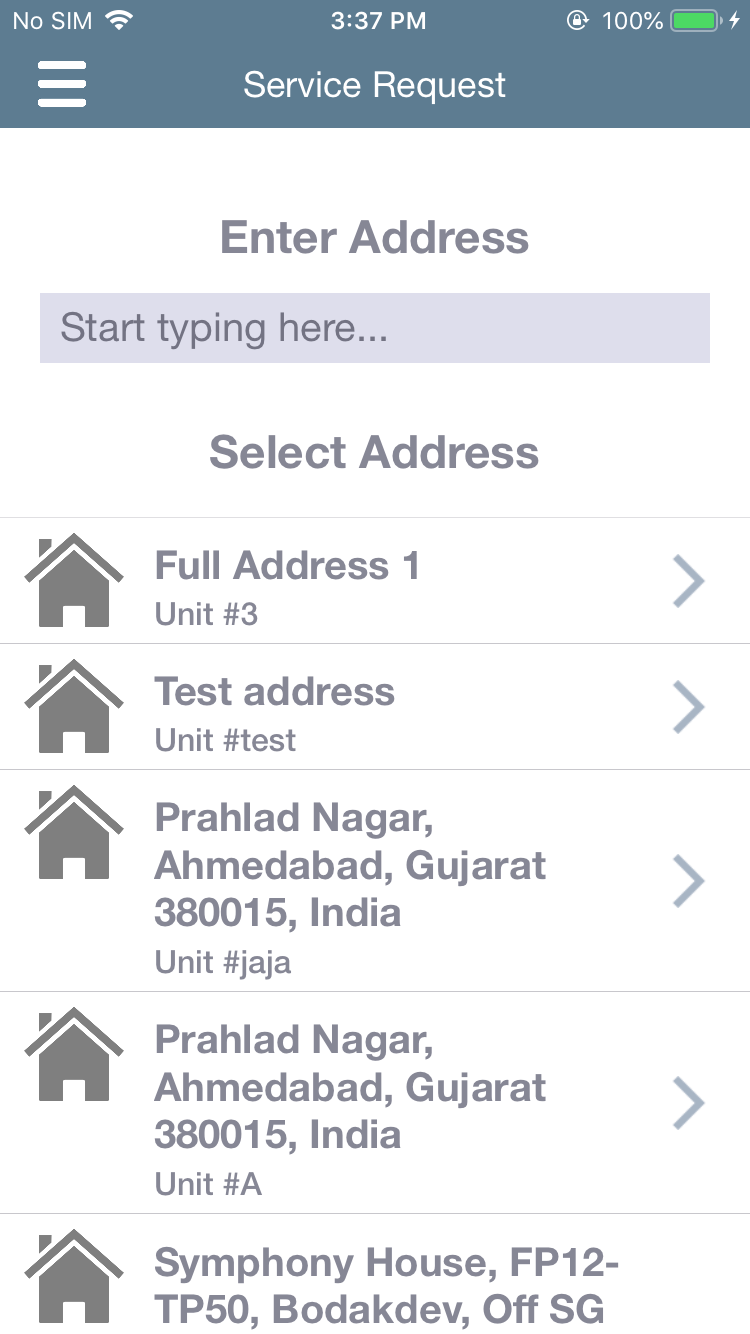 No SIM 3:37 PM 100%
Service Request
Enter Address
Start typing here...
Select Address
Full Address 1
Unit #3
Test address
Unit #test
Prahlad Nagar,
Ahmedabad, Gujarat
380015, India
Unit #jaja
Prahlad Nagar,
Ahmedabad, Gujarat
380015, India
Unit #A
Symphony House, FP12-
TP50, Bodakdev, Off SG